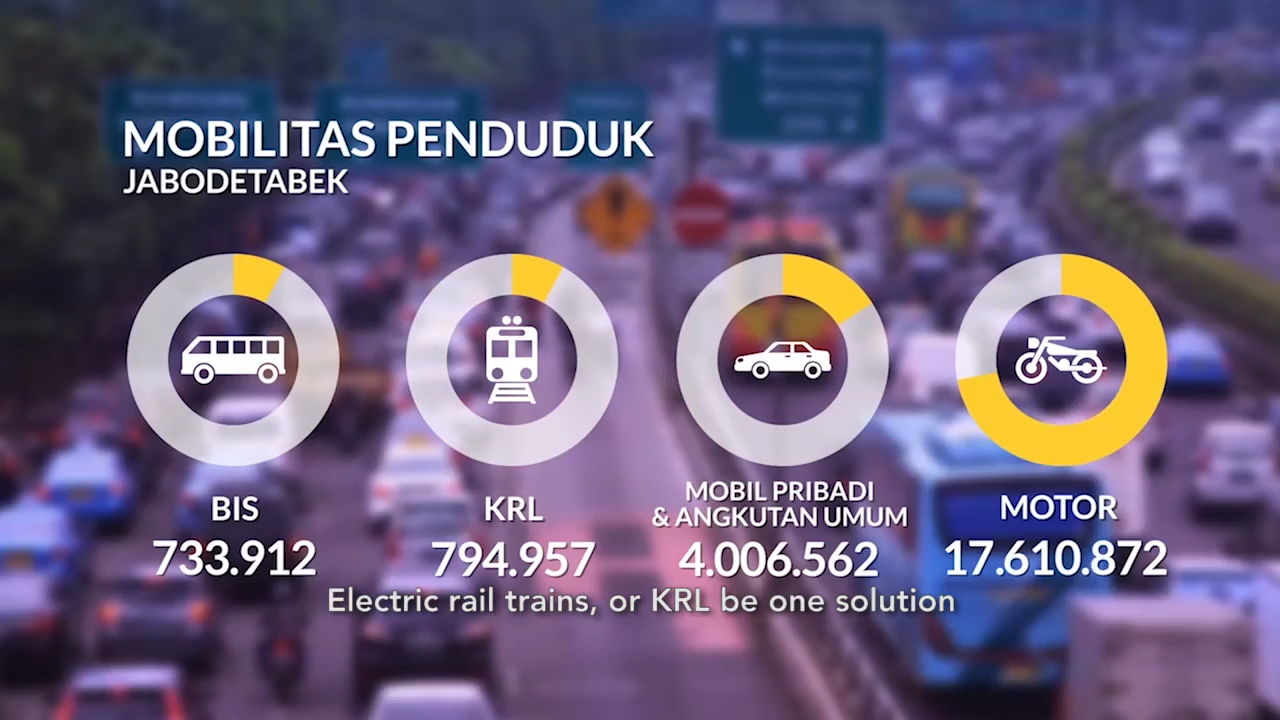 MOBILITAS PENDUDUK
JABODETABEK
BIS
733.912
KRL
794.957
MOBIL PRIBADI
& ANGKUTAN UMUM
4.006.562
MOTOR
17.610.872
Electric rail trains, or KRL be one solution